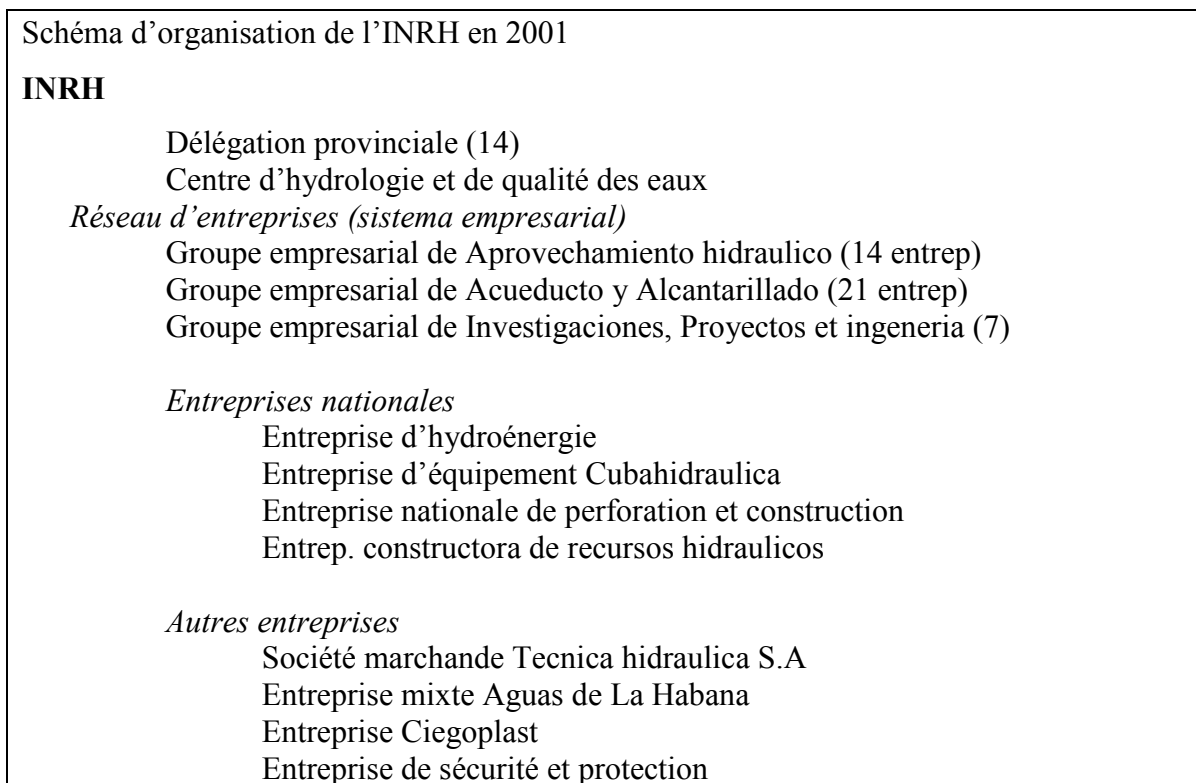 Schéma d’organisation de l’INRH en 2001
INRH
Délégation provinciale (14)
Centre d’hydrologie et de qualité des eaux
Réseau d’entreprises (sistema empresarial)
Groupe empresarial de Aprovechamiento hidraulico (14 entrep)
Groupe empresarial de Acueducto y Alcantarillado (21 entrep)
Groupe empresarial de Investigaciones, Proyectos et ingeneria (7)
Entreprises nationales
Entreprise d’hydroénergie
Entreprise d’équipement Cubahidraulica
Entreprise nationale de perforation et construction
Entrep. constructora de recursos hidraulicos
Autres entreprises
Société marchande Tecnica hidraulica S.A
Entreprise mixte Aguas de La Habana
Entreprise Ciegoplast
Entreprise de sécurité et protection